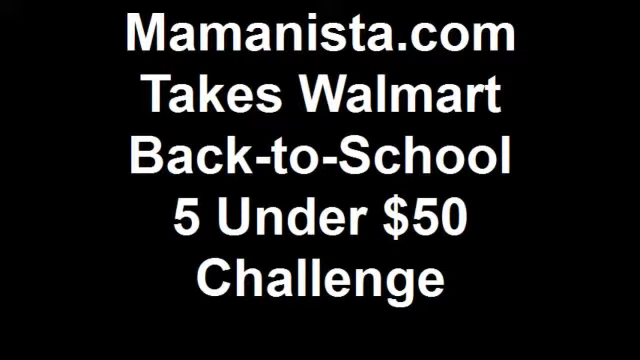 Mamanista.com
Takes Walmart
Back-to-School
5 Under $50
Challenge